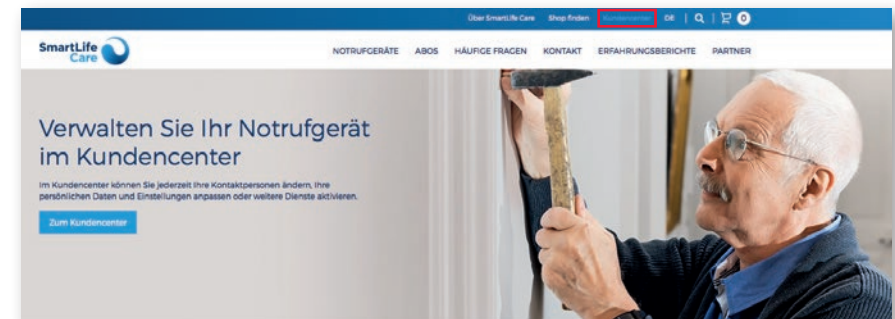 Über SmartLife Care Shop finden Kundencenter DE 0
SmartLife
Care
NOTRUFGERÄTE ABOS HÄUFIGE FRAGEN KONTAKT ERFAHRUNGSBERICHTE PARTNER
Verwalten Sie Ihr Notrufgerät
im Kundencenter
Im Kundencenter können Sie jederzeit Ihre Kontaktpersonen ändern, Ihre
persönlichen Daten und Einstellungen anpassen oder weitere Dienste aktivieren.
Zum Kundencenter